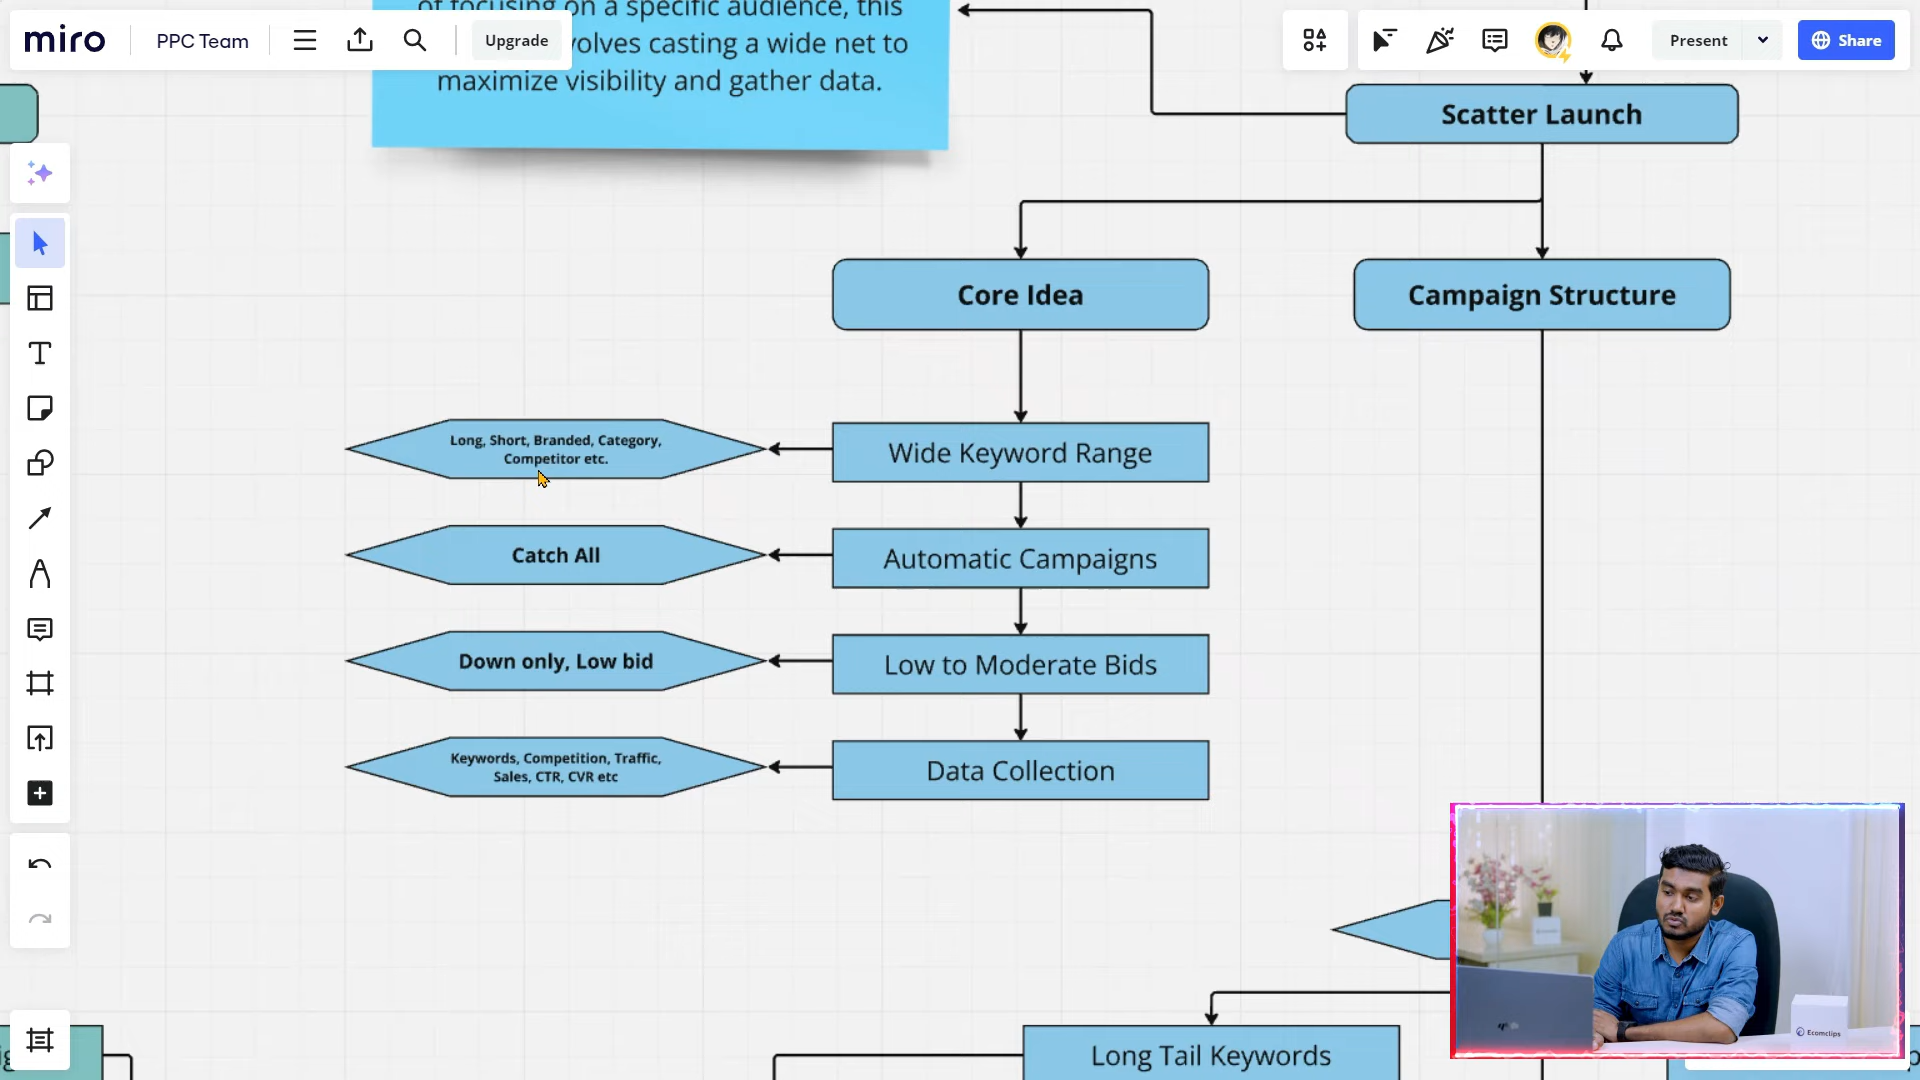 of focusing on a specific audience, this
volves casting a wide net to
maximize visibility and gather data.
miro
PPC Team
Upgrade
Present
Share
Scatter Launch
Core Idea
Campaign Structure
Long, Short, Branded, Category,
Competitor etc.
Wide Keyword Range
Catch All
Automatic Campaigns
Down only, Low bid
Low to Moderate Bids
Keywords, Competition, Traffic,
Sales, CTR, CVR etc
Data Collection
Long Tail Keywords
Ecomclips